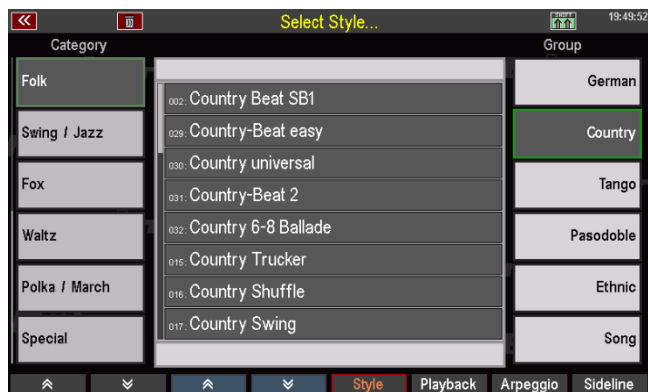 Select Style...
SHIFT
19:49:52
Category
Group
Folk
Swing / Jazz
Fox
Waltz
Polka / March
Special
002: Country Beat SB1
029: Country-Beat easy
030: Country universal
031: Country-Beat 2
032: Country 6-8 Ballade
015: Country Trucker
016: Country Shuffle
017: Country Swing
German
Country
Tango
Pasodoble
Ethnic
Song
Style
Playback
Arpeggio
Sideline